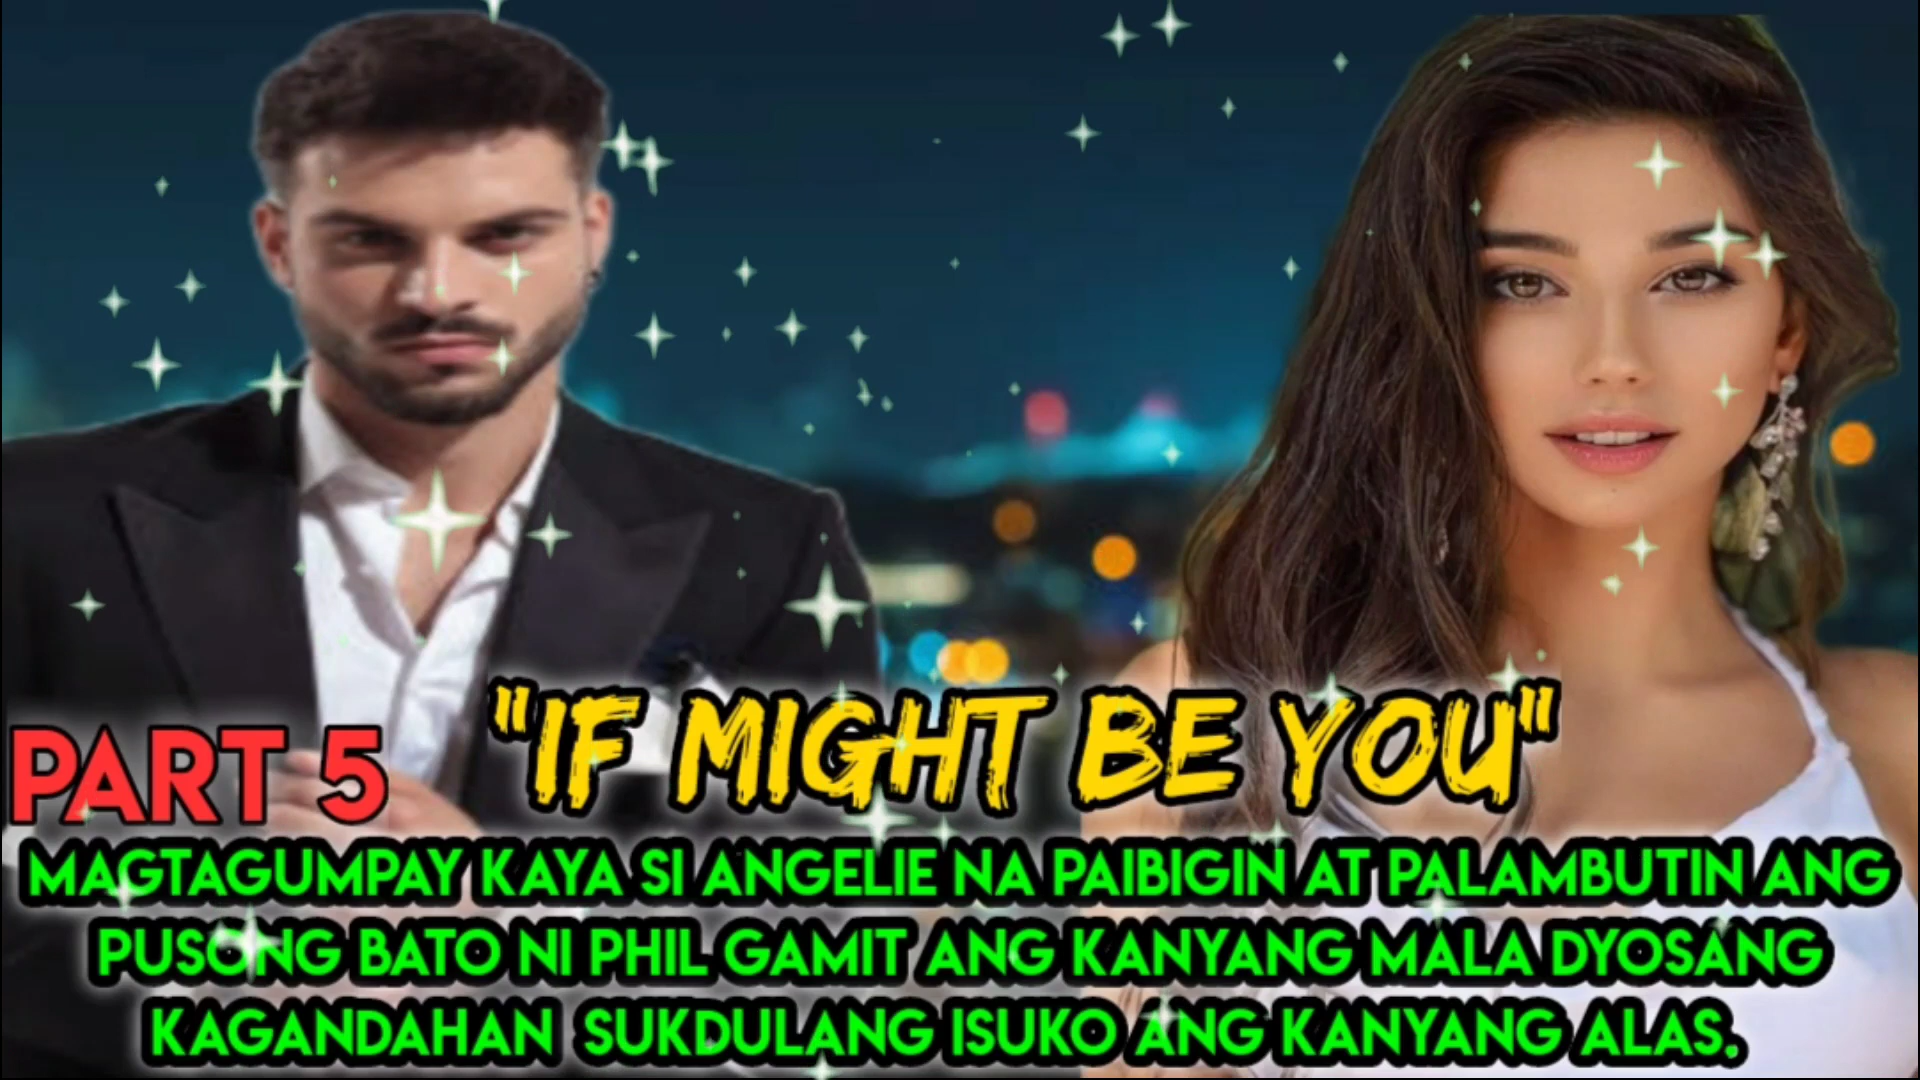 PART 5
"IF MIGHT BE YOU"
MAGTAGUMPAY KAYA SI ANGELIE NA PAIBIGIN AT PALAMBUTIN ANG
PUSONG BATO NI PHIL GAMIT ANG KANYANG MALA DYOSANG
KAGANDAHAN SUKDULANG ISUKO ANG KANYANG ALAS.